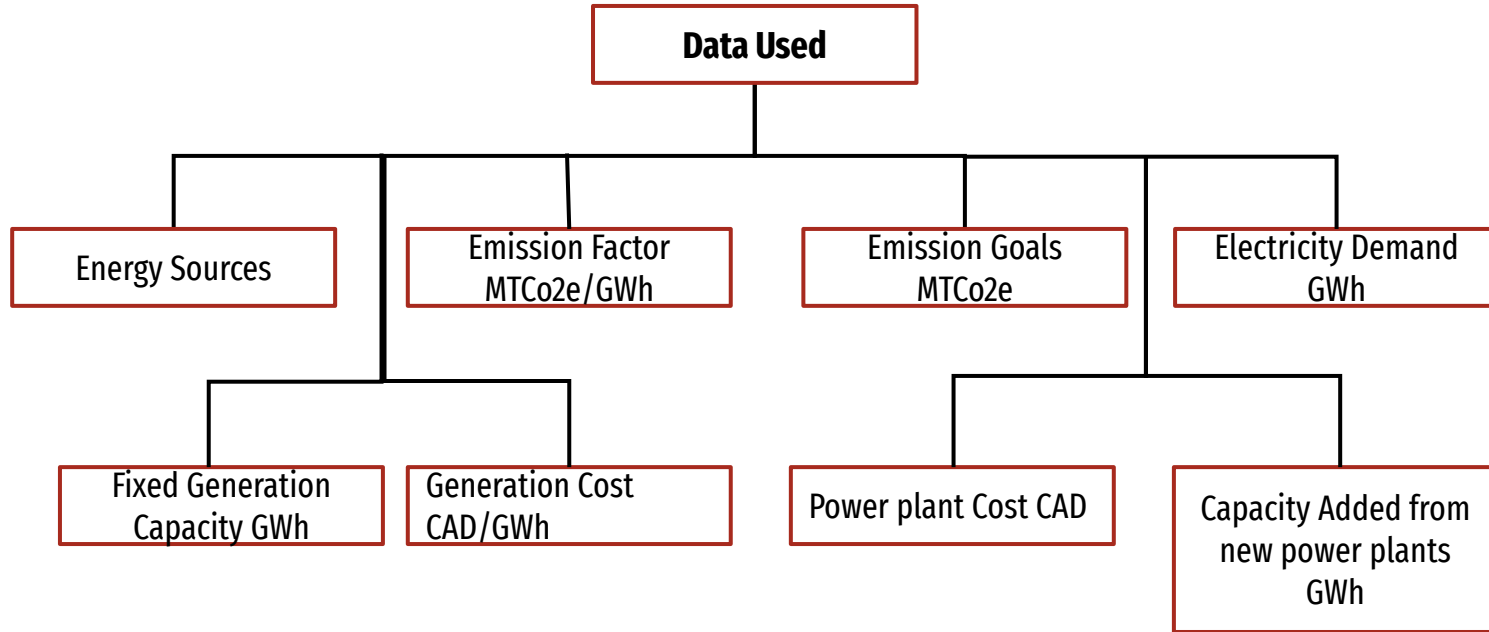 Data Used
Energy Sources
Emission Factor
MTCo2e/GWh
Emission Goals
MTCo2e
Electricity Demand
GWh
Fixed Generation
Capacity GWh
Generation Cost
CAD/GWh
Power plant Cost CAD
Capacity Added from
new power plants
GWh